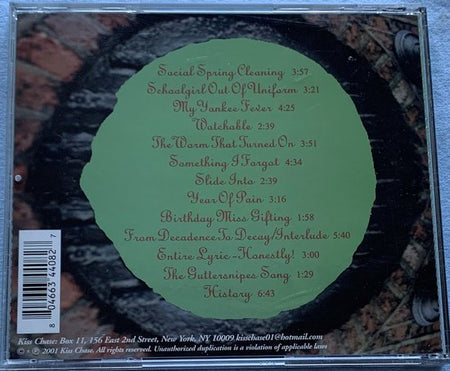 Social Spring Cleaning 3:57
Schoolgirl Out Of Uniform 3:21
My Yankee Fever 4:25
Watchable 2:39
The Worm That Turned On 3:51
Something I Forgot 4:34
Slide Into 2:39
Year Of Pain 3:16
Birthday Miss Gifting 1:58
From Decadence To Decay/Interlude 5:40
Entire Lyric -Honestly! 3:00
The Guttersnipes Song 1:29
History 6:43
8 04663 44082 7
Kiss Chase: Box 11, 156 East 2nd Street, New York, NY 10009 kisschase01@hotmail.com
© + ℗ 2001 Kiss Chase. All rights reserved. Unauthorized duplication is a violation of applicable laws